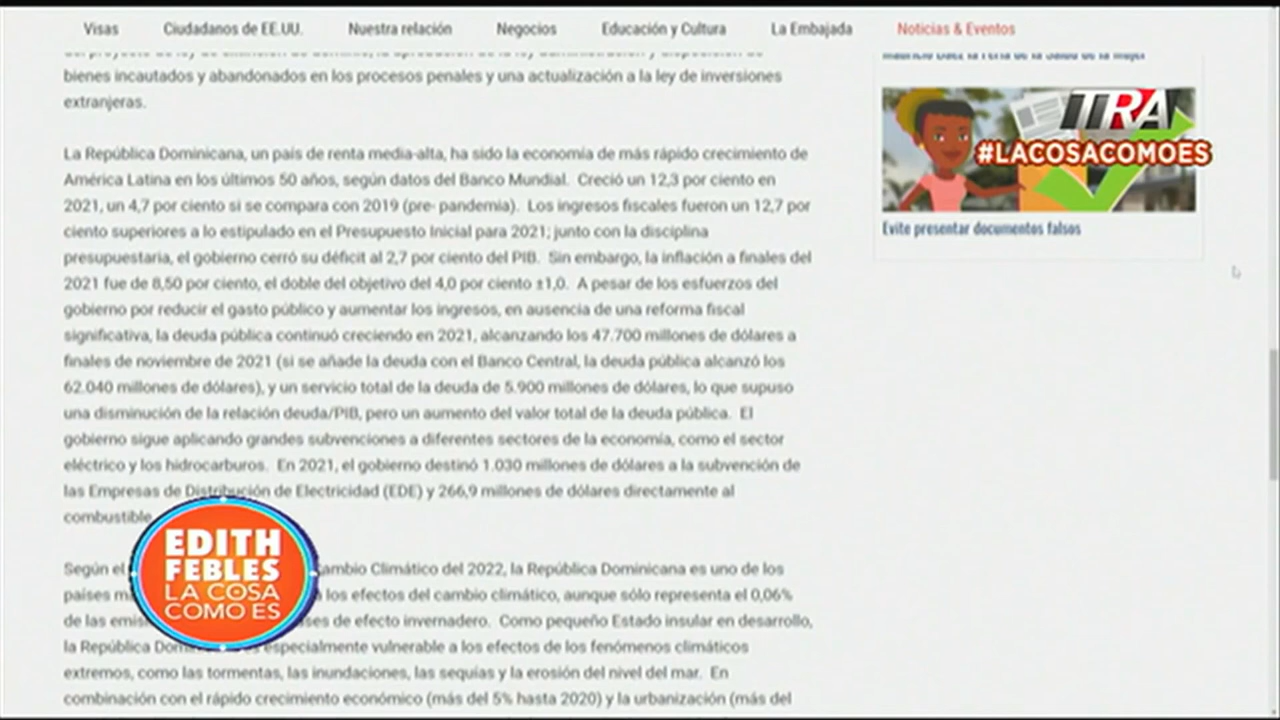 Visas Ciudadanos de EE.UU. Nuestra relación Negocios Educación y Cultura La Embajada Noticias & Eventos
bienes incautados y abandonados en los procesos penales y una actualización a la ley de inversiones
extranjeras.
La República Dominicana, un país de renta media-alta, ha sido la economía de más rápido crecimiento de
América Latina en los últimos 50 años, según datos del Banco Mundial. Creció un 12,3 por ciento en
2021, un 4,7 por ciento si se compara con 2019 (pre- pandemia). Los ingresos fiscales fueron un 12,7 por
ciento superiores a lo estipulado en el Presupuesto Inicial para 2021; junto con la disciplina
presupuestaria, el gobierno cerró su déficit al 2,7 por ciento del PIB. Sin embargo, la inflación a finales del
2021 fue de 8,50 por ciento, el doble del objetivo del 4,0 por ciento ±1,0. A pesar de los esfuerzos del
gobierno por reducir el gasto público y aumentar los ingresos, en ausencia de una reforma fiscal
significativa, la deuda pública continuó creciendo en 2021, alcanzando los 47.700 millones de dólares a
finales de noviembre de 2021 (si se añade la deuda con el Banco Central, la deuda pública alcanzó los
62.040 millones de dólares), y un servicio total de la deuda de 5.900 millones de dólares, lo que supuso
una disminución de la relación deuda/PIB, pero un aumento del valor total de la deuda pública. El
gobierno sigue aplicando grandes subvenciones a diferentes sectores de la economía, como el sector
eléctrico y los hidrocarburos. En 2021, el gobierno destinó 1.030 millones de dólares a la subvención de
las Empresas de Distribución de Electricidad (EDE) y 266,9 millones de dólares directamente al
combustible
Según el ambio Climático del 2022, la República Dominicana es uno de los
países m los efectos del cambio climático, aunque sólo representa el 0,06%
de las emis ses de efecto invernadero. Como pequeño Estado insular en desarrollo,
la República Dom especialmente vulnerable a los efectos de los fenómenos climáticos
extremos, como las tormentas, las inundaciones, las sequías y la erosión del nivel del mar. En
combinación con el rápido crecimiento económico (más del 5% hasta 2020) y la urbanización (más del
TRA
#LACOSACOMOES
Evite presentar documentos falsos
EDITH
FEBLES
LA COSA
COMO ES